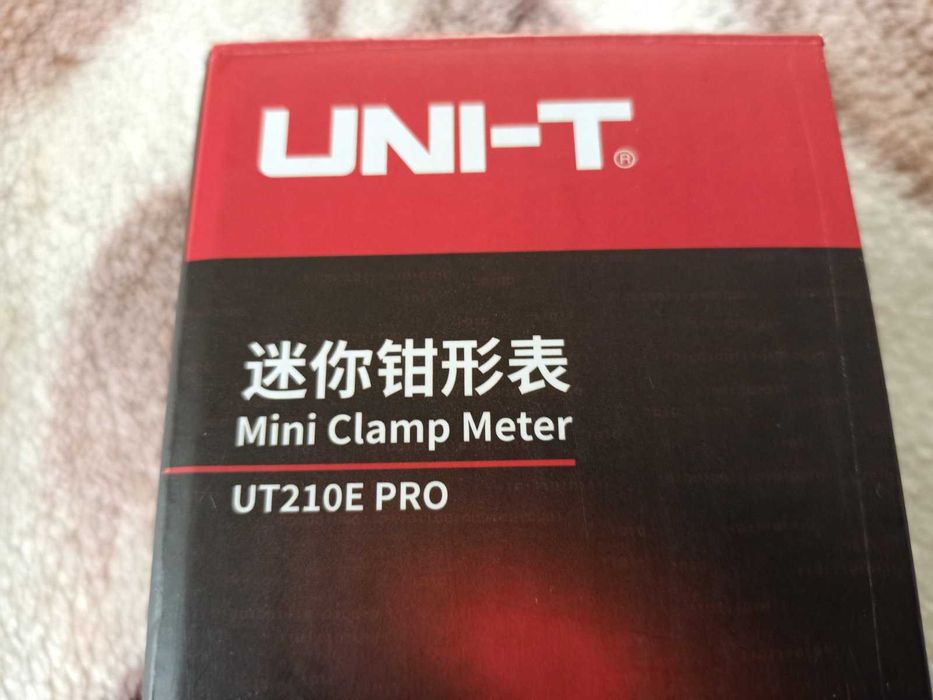 UNI-T®
迷你钳形表
Mini Clamp Meter
UT210E PRO